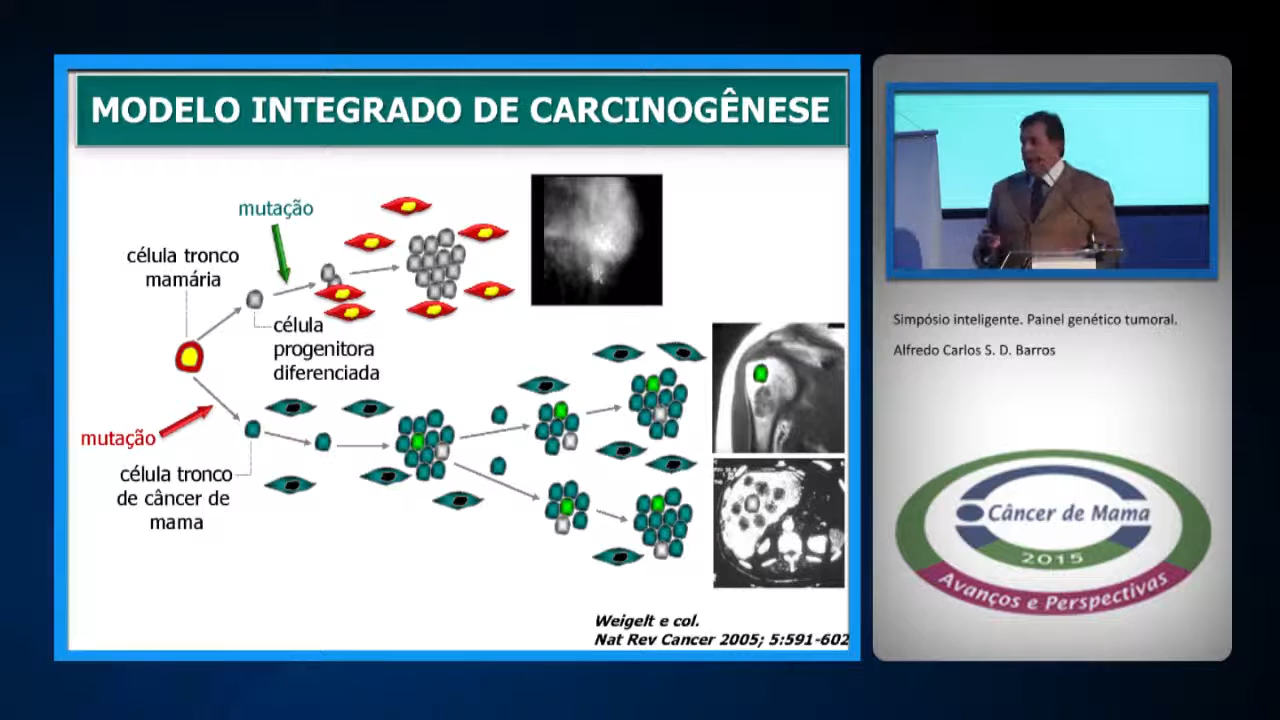 MODELO INTEGRADO DE CARCINOGÊNESE
mutação
célula tronco
mamária
célula
progenitora
diferenciada
mutação
célula tronco
de câncer de
mama
Weigelt e col.
Nat Rev Cancer 2005; 5:591-602
Simpósio inteligente. Painel genético tumoral.
Alfredo Carlos S. D. Barros
Câncer de Mama
2015
Avanços e Perspectivas